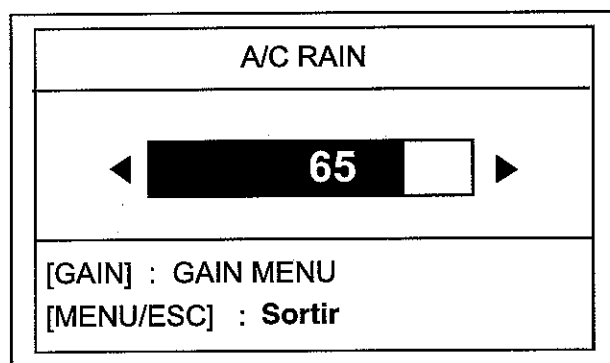 A/C RAIN
65
[GAIN] : GAIN MENU
[MENU/ESC] : Sortir